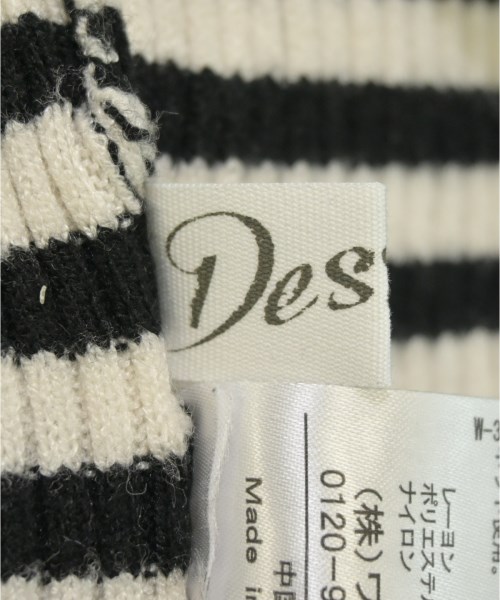 Des
W-3
レーヨン
ポリエステル
ナイロン
(株)ワ
0120-9
中国
Made in